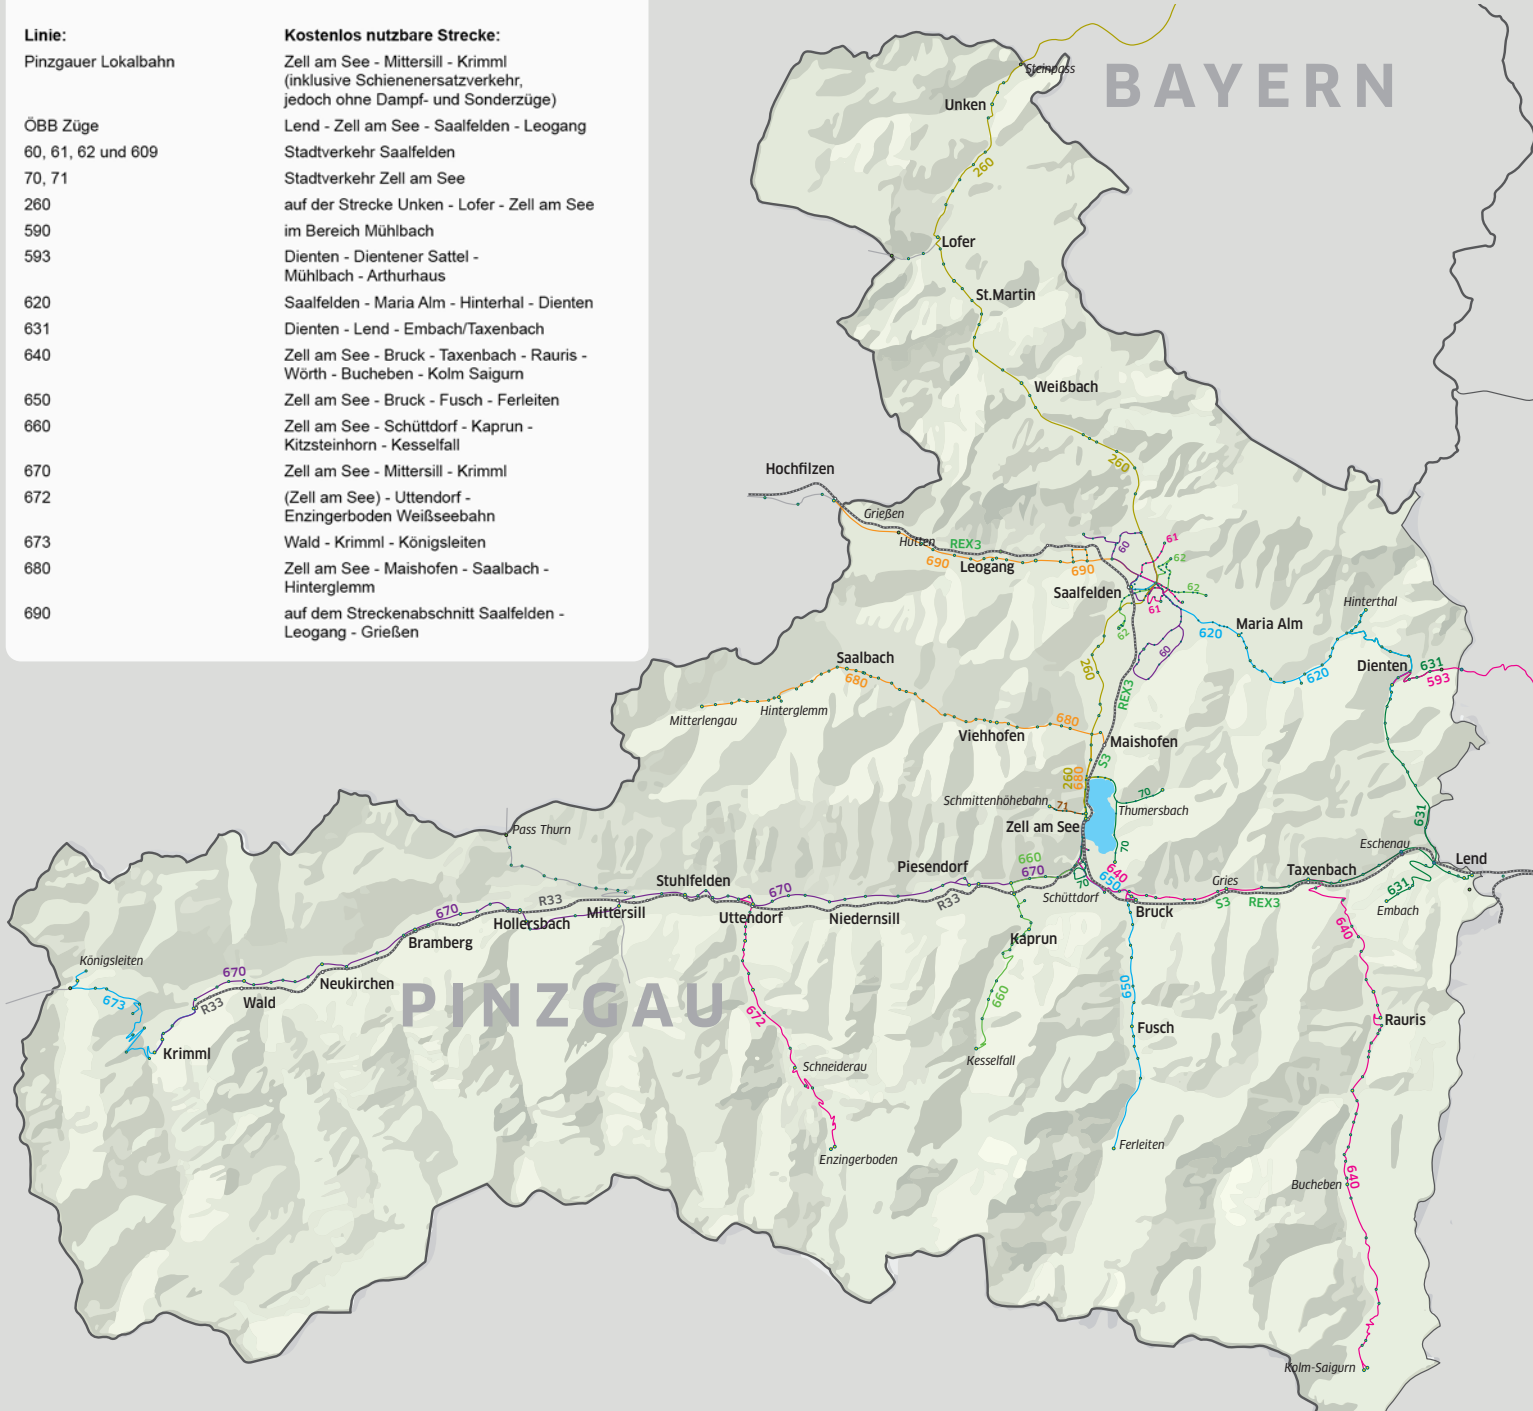 Linie: Kostenlos nutzbare Strecke:
Pinzgauer Lokalbahn Zell am See - Mittersill - Krimml
(inklusive Schienenersatzverkehr,
jedoch ohne Dampf- und Sonderzüge)
ÖBB Züge Lend - Zell am See - Saalfelden - Leogang
60, 61, 62 und 609 Stadtverkehr Saalfelden
70, 71 Stadtverkehr Zell am See
260 auf der Strecke Unken - Lofer - Zell am See
590 im Bereich Mühlbach
593 Dienten - Dientener Sattel -
Mühlbach - Arthurhaus
620 Saalfelden - Maria Alm - Hinterhal - Dienten
631 Dienten - Lend - Embach/Taxenbach
640 Zell am See - Bruck - Taxenbach - Rauris -
Wörth - Bucheben - Kolm Saigurn
650 Zell am See - Bruck - Fusch - Ferleiten
660 Zell am See - Schüttdorf - Kaprun -
Kitzsteinhorn - Kesselfall
670 Zell am See - Mittersill - Krimml
672 (Zell am See) - Uttendorf -
Enzingerboden Weißseebahn
673 Wald - Krimml - Königsleiten
680 Zell am See - Maishofen - Saalbach -
Hinterglemm
690 auf dem Streckenabschnitt Saalfelden -
Leogang - Grießen
Steinpass
BAYERN
Unken
260
Lofer
St.Martin
Weißbach
260
Hochfilzen
Grießen
Hütten
REX3
690
Leogang
690
60
61
62
62
Saalfelden
61
62
620
Maria Alm
Hinterthal
60
620
Dienten
631
593
Saalbach
680
260
REX3
Mitterlengau
Hinterglemm
680
Viehhofen
Maishofen
S3
260
680
Schmittenhöhebahn
71
70
Thumersbach
Zell am See
70
631
Eschenau
Lend
Pass Thurn
Piesendorf
660
670
70
640
650
Schüttdorf
Bruck
Gries
S3
REX3
Taxenbach
631
Embach
Stuhlfelden
670
R33
Mittersill
Uttendorf
Niedernsill
R33
670
Hollersbach
Bramberg
Kaprun
640
Königsleiten
670
Neukirchen
673
R33
Wald
PINZGAU
672
660
650
Fusch
Rauris
Krimml
Schneiderau
Kesselfall
Ferleiten
Enzingerboden
Bucheben
640
Kolm-Saigurn